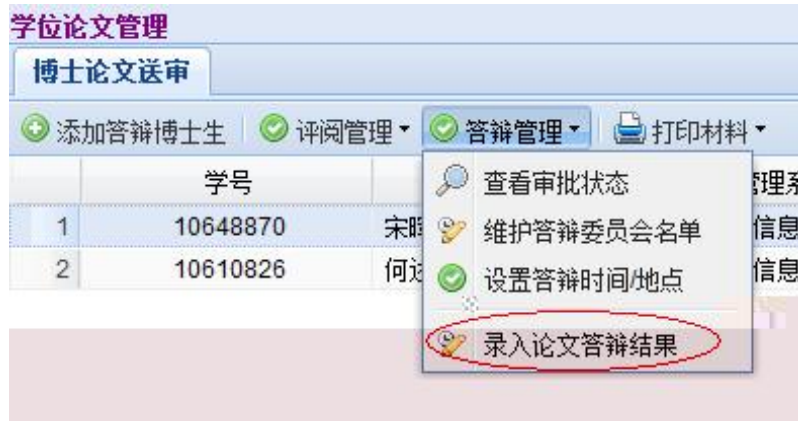 学位论文管理
博士论文送审
添加答辩博士生 评阅管理 答辩管理 打印材料
学号
1 10648870 宋
2 10610826 何
查看审批状态
维护答辩委员会名单
设置答辩时间/地点
录入论文答辩结果
管理系
信息
信息